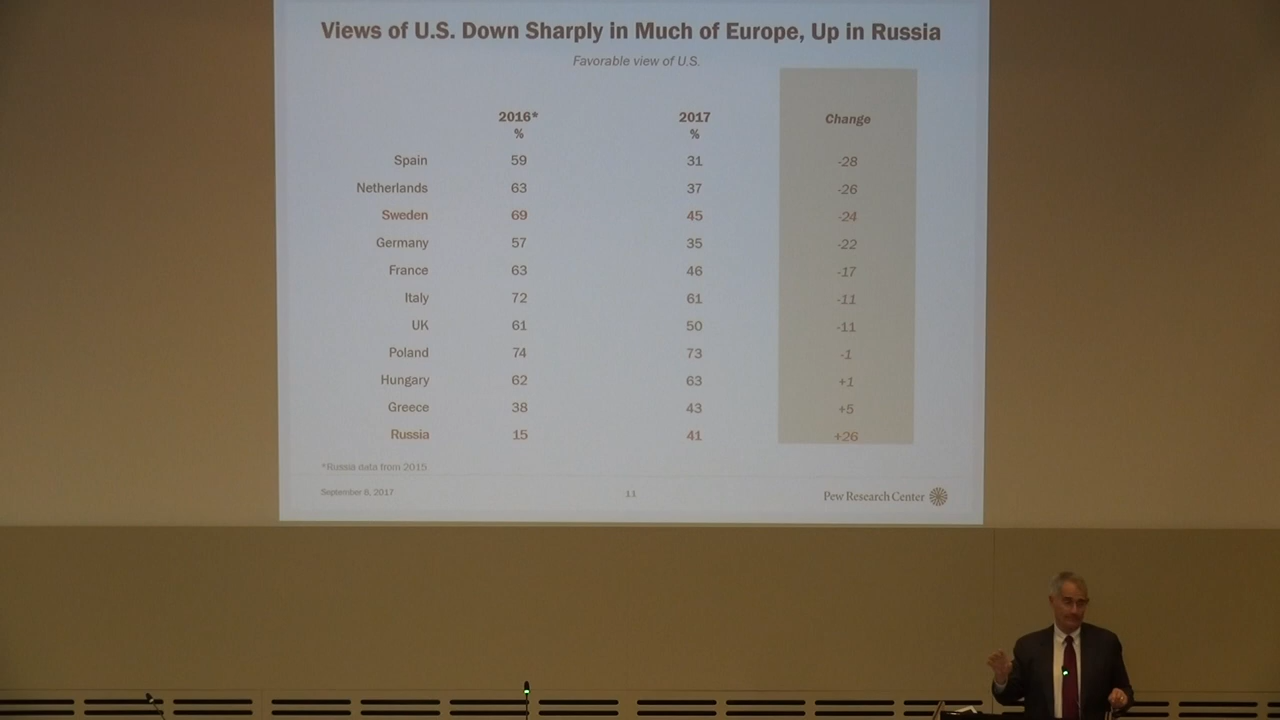 Views of U.S. Down Sharply in Much of Europe, Up in Russia
Favorable view of U.S.
2016* 2017 Change
% %
Spain 59 31 -28
Netherlands 63 37 -26
Sweden 69 45 -24
Germany 57 35 -22
France 63 46 -17
Italy 72 61 -11
UK 61 50 -11
Poland 74 73 -1
Hungary 62 63 +1
Greece 38 43 +5
Russia 15 41 +26
*Russia data from 2015
September 8, 2017 11 Pew Research Center